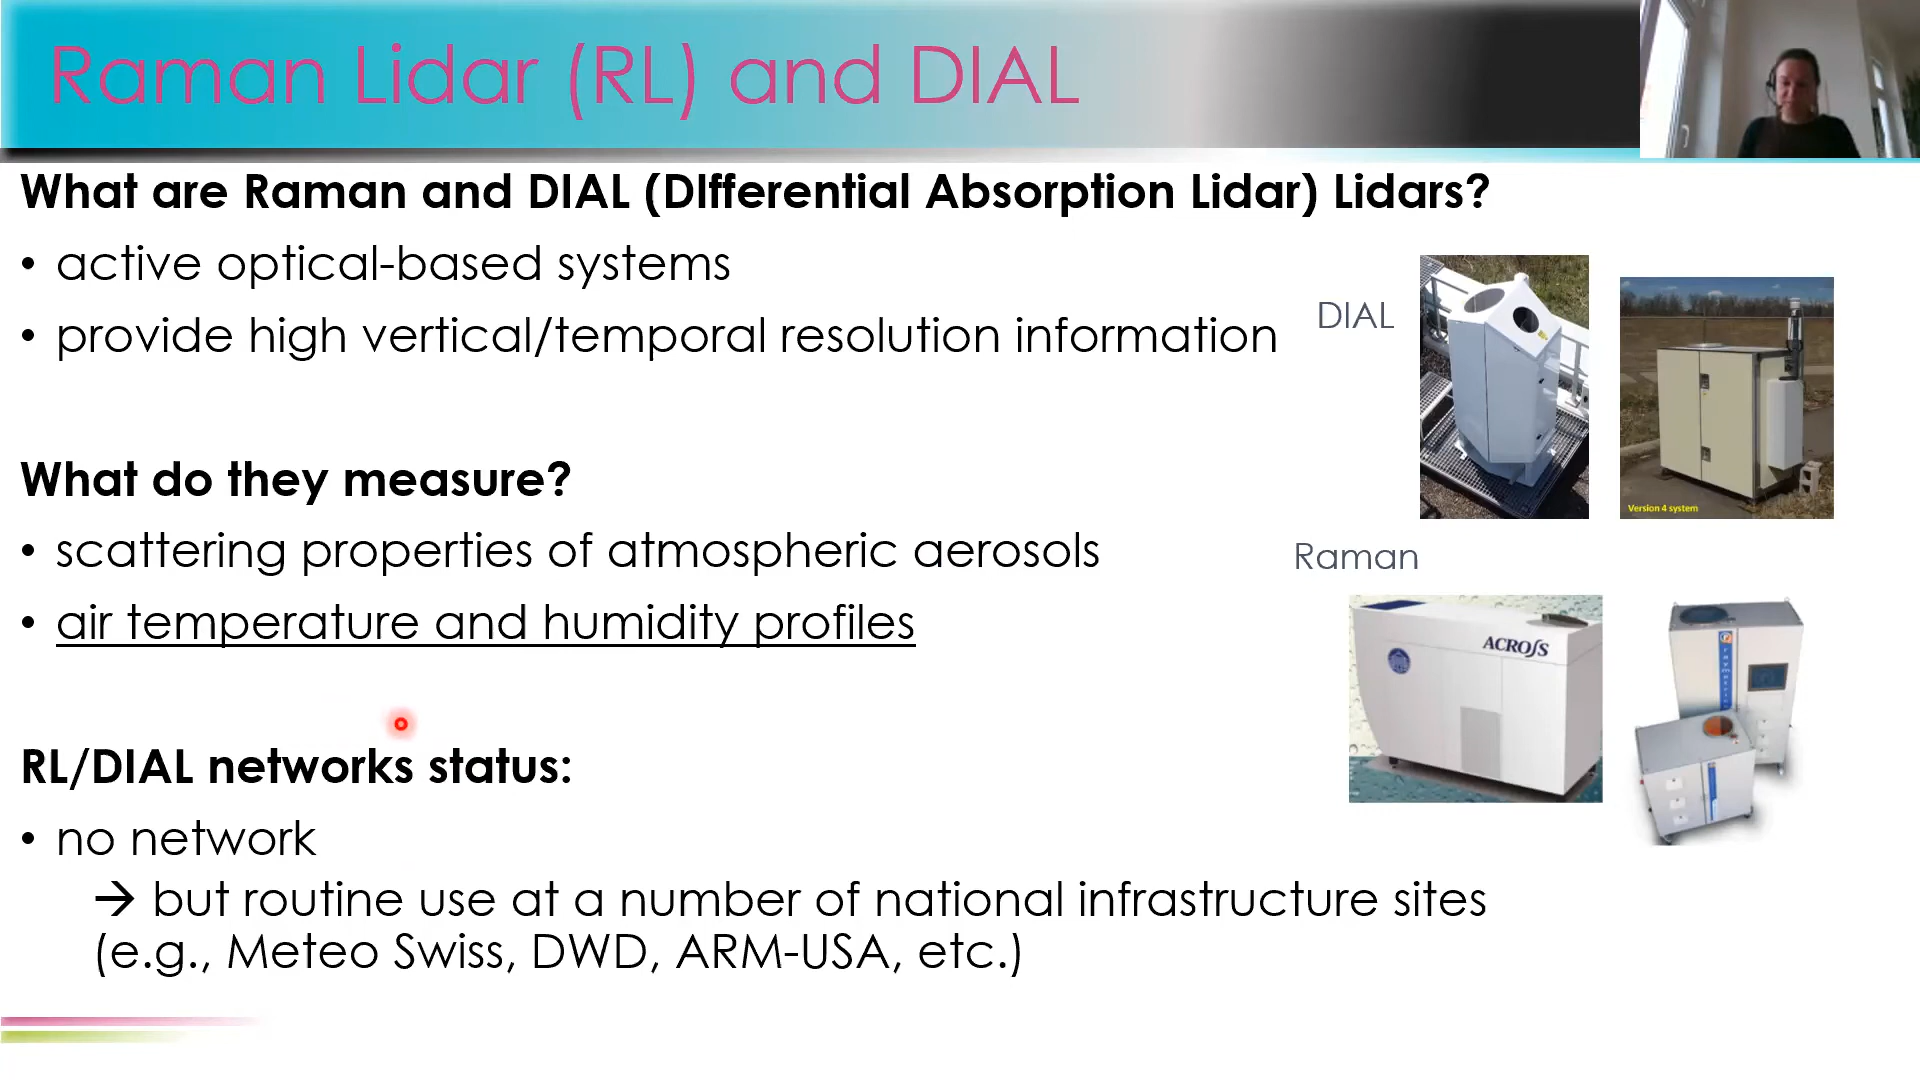 Raman Lidar (RL) and DIAL
What are Raman and DIAL (DIfferential Absorption Lidar) Lidars?
• active optical-based systems
• provide high vertical/temporal resolution information
DIAL
Version 4 system
What do they measure?
• scattering properties of atmospheric aerosols
• air temperature and humidity profiles
Raman
ACROSS
raymetrics
RL/DIAL networks status:
• no network
→ but routine use at a number of national infrastructure sites
(e.g., Meteo Swiss, DWD, ARM-USA, etc.)